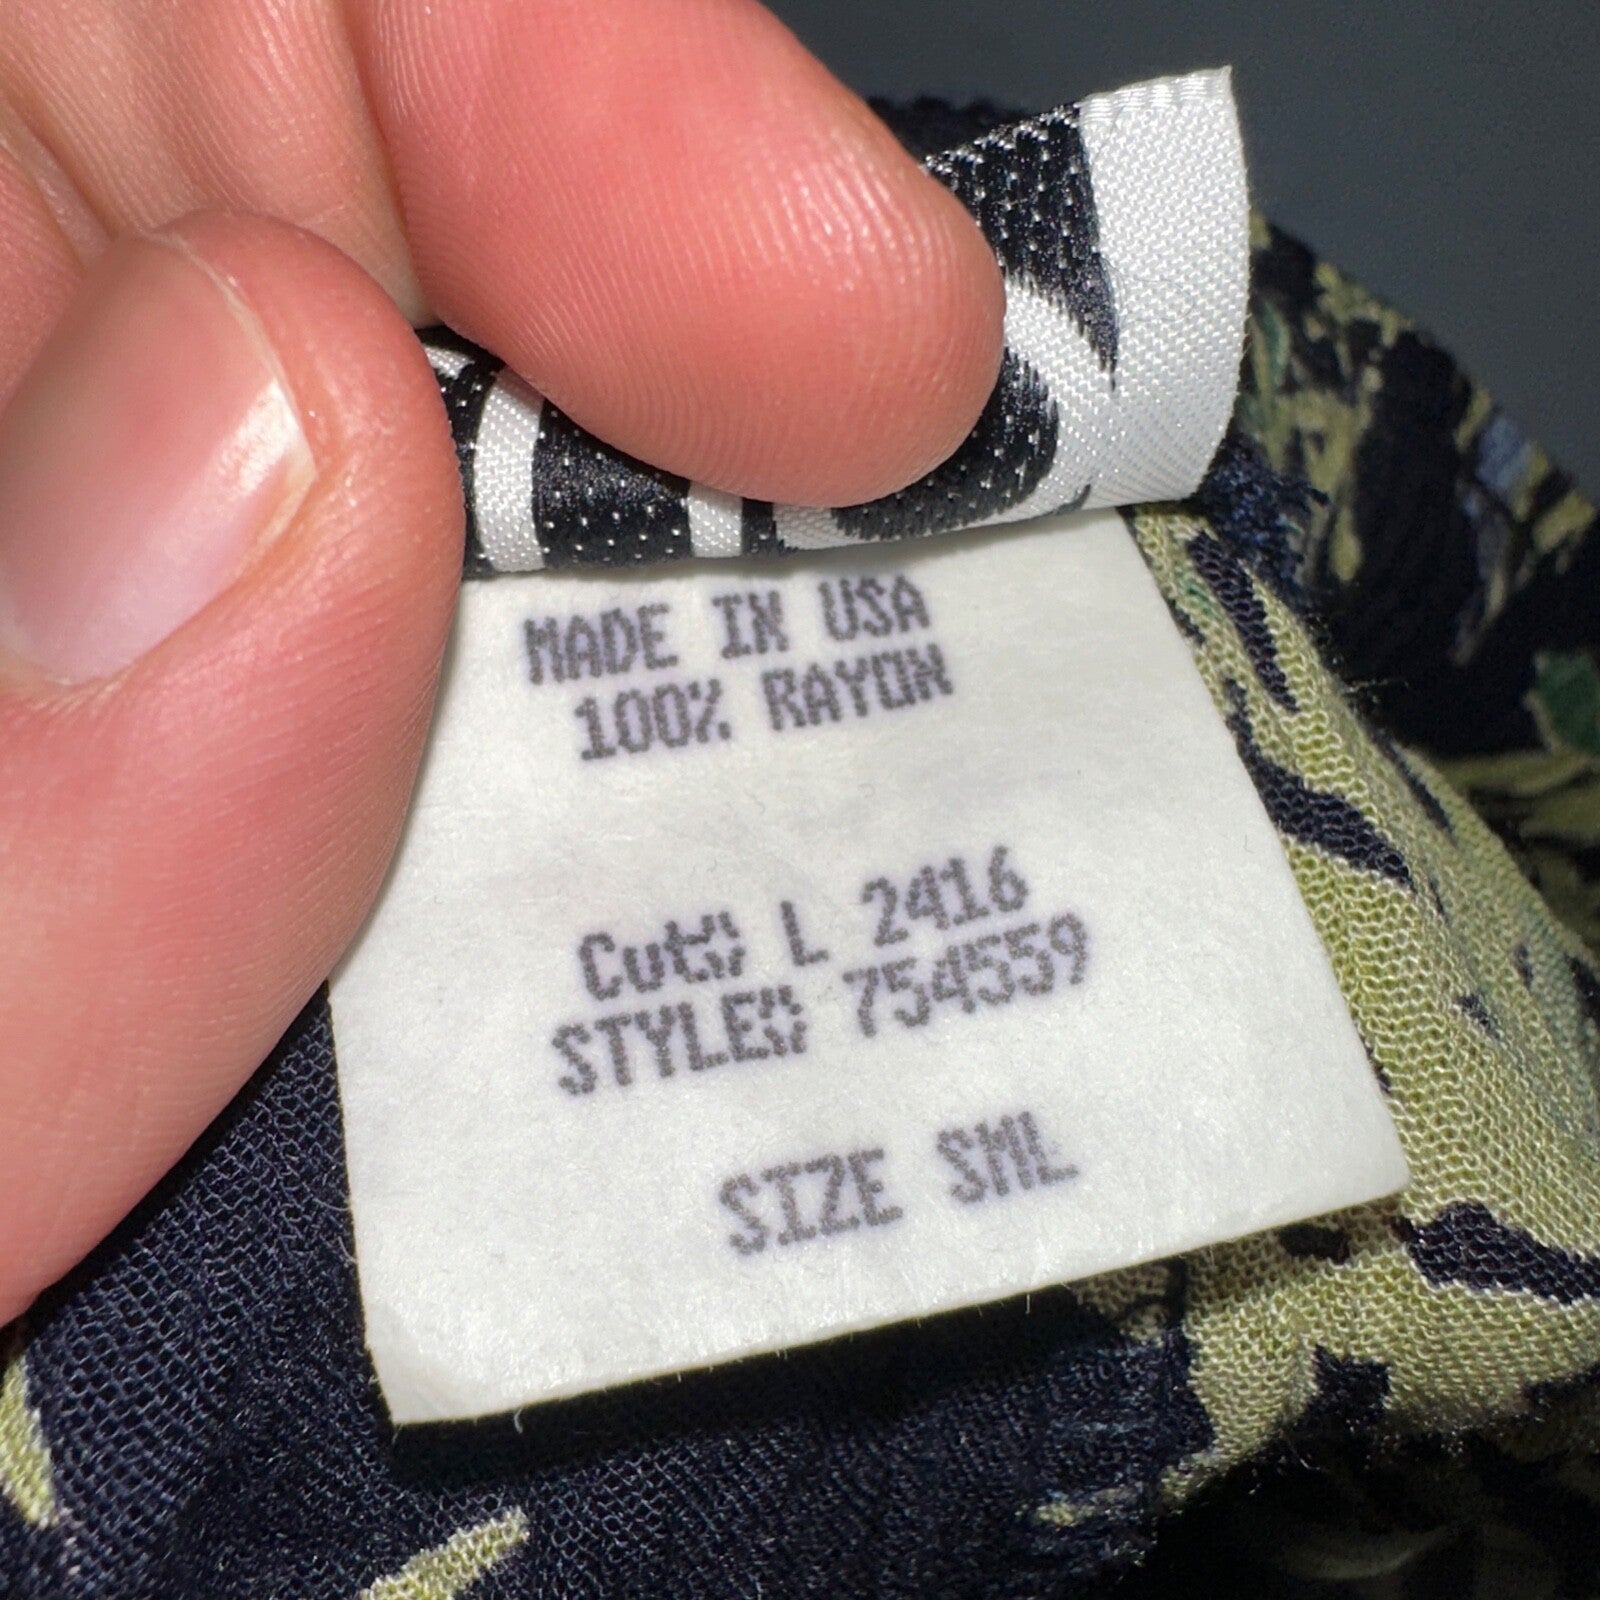 MADE IN USA
100% RAYON
Cut# L 2416
STYLE# 754559
SIZE SML